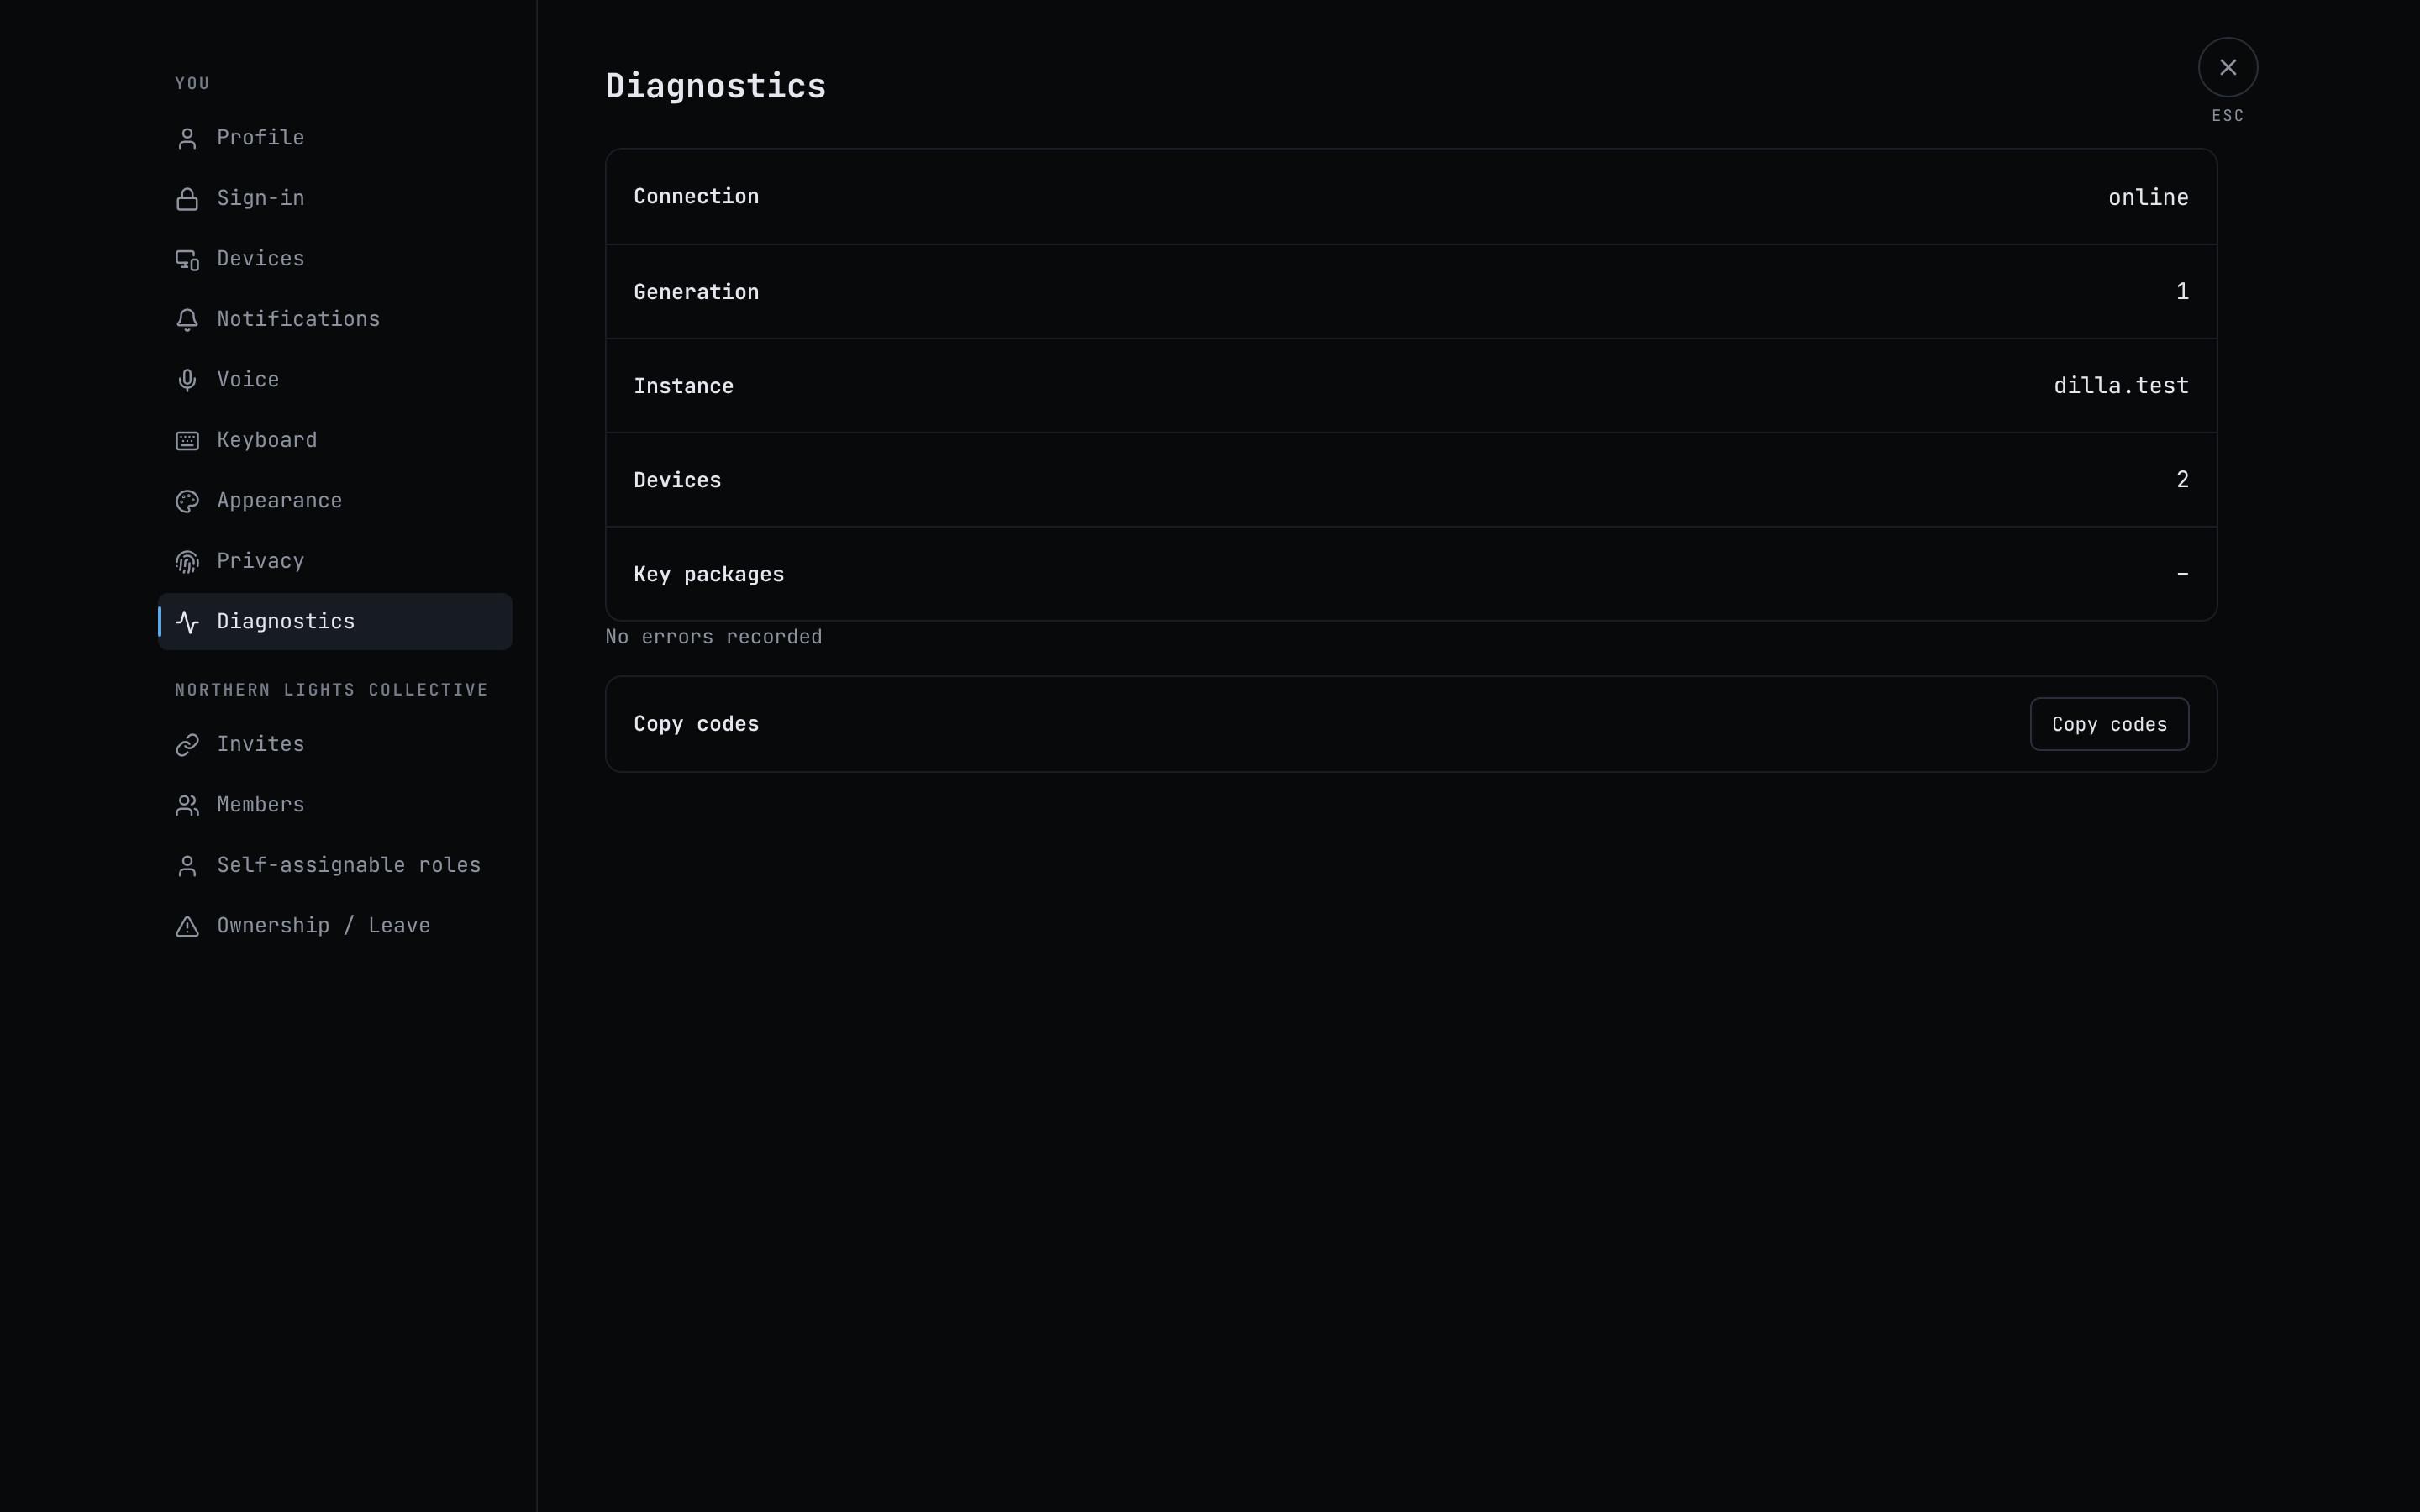 YOU
Profile
Sign-in
Devices
Notifications
Voice
Keyboard
Appearance
Privacy
Diagnostics
NORTHERN LIGHTS COLLECTIVE
Invites
Members
Self-assignable roles
Ownership / Leave
Diagnostics
ESC
Connection online
Generation 1
Instance dilla.test
Devices 2
Key packages –
No errors recorded
Copy codes Copy codes